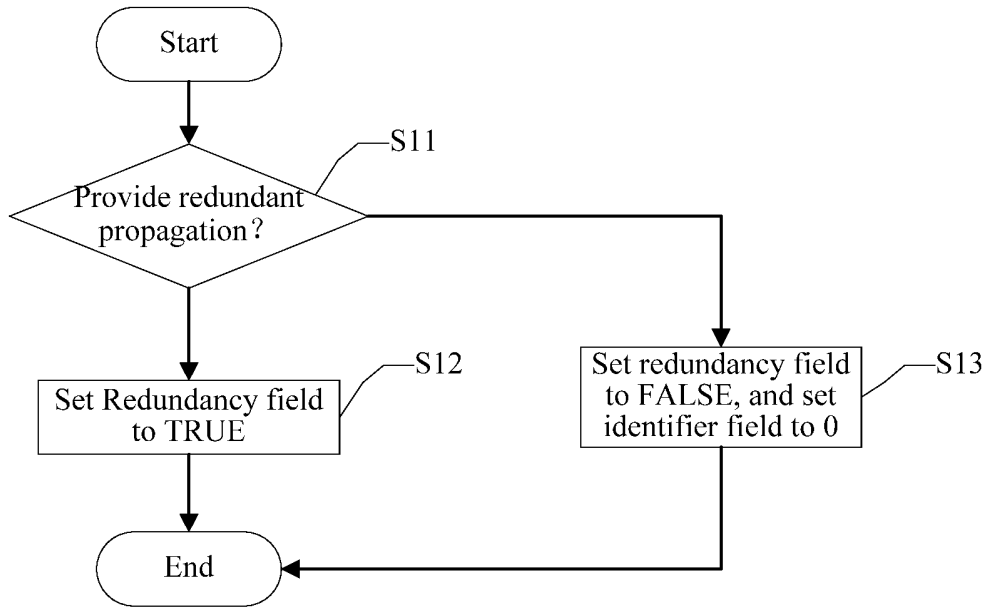 Start
S11
Provide redundant
propagation?
S12
Set Redundancy field
to TRUE
S13
Set redundancy field
to FALSE, and set
identifier field to 0
End